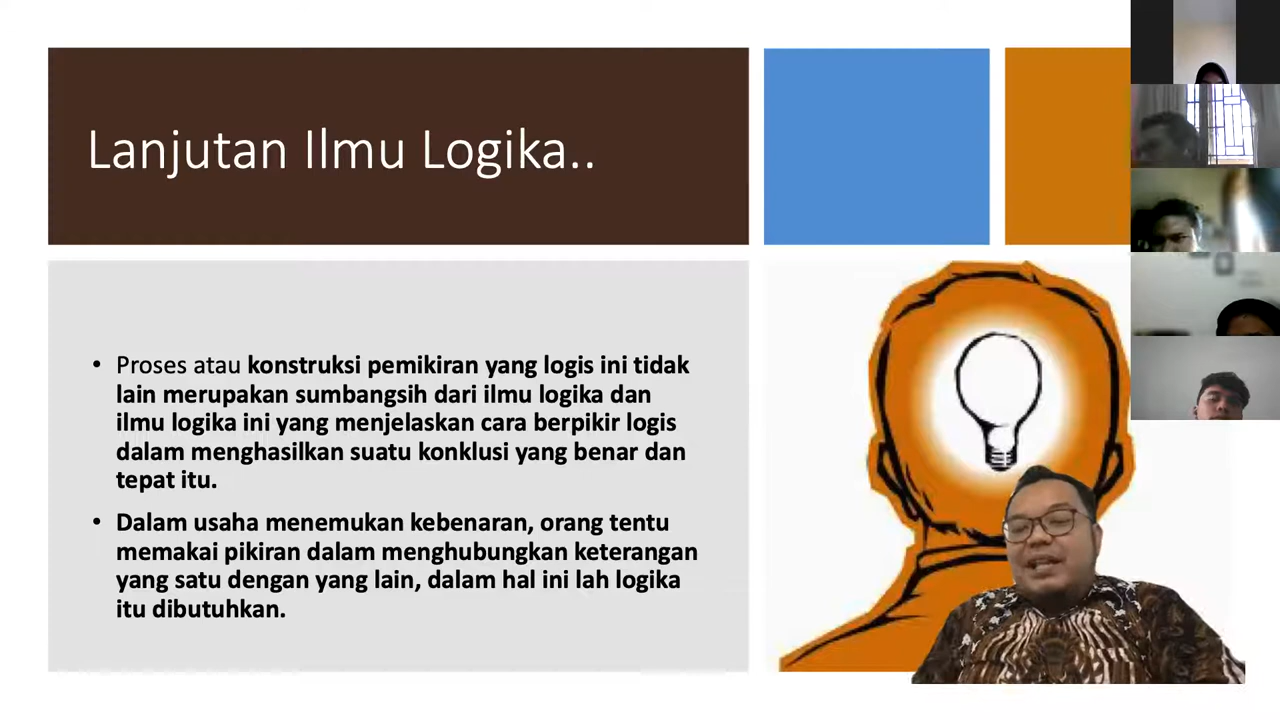 Lanjutan Ilmu Logika..
• Proses atau konstruksi pemikiran yang logis ini tidak
lain merupakan sumbangsih dari ilmu logika dan
ilmu logika ini yang menjelaskan cara berpikir logis
dalam menghasilkan suatu konklusi yang benar dan
tepat itu.
• Dalam usaha menemukan kebenaran, orang tentu
memakai pikiran dalam menghubungkan keterangan
yang satu dengan yang lain, dalam hal ini lah logika
itu dibutuhkan.